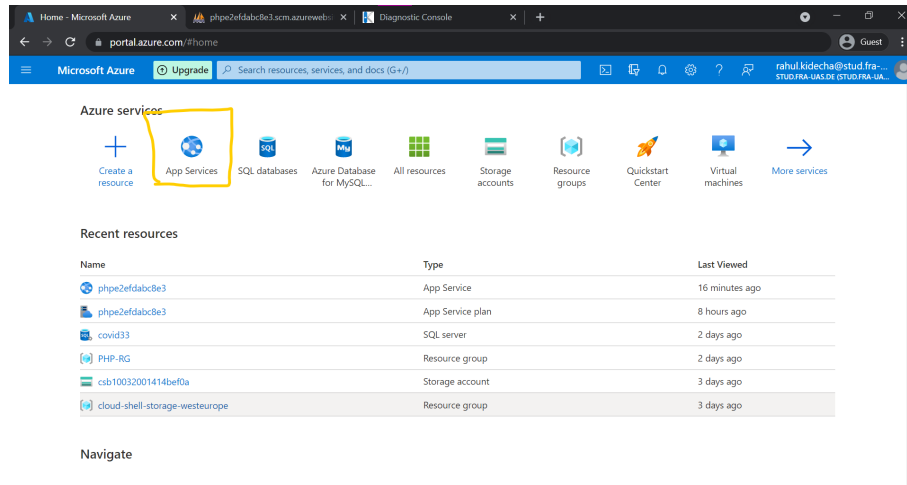 Home - Microsoft Azure
phpe2efdabc8e3.scm.azurewebsi
Diagnostic Console
portal.azure.com/#home
Guest
Microsoft Azure
Upgrade
Search resources, services, and docs (G+/)
rahul.kidecha@stud.fra-...
STUD.FRA-UAS.DE (STUD.FRA-UA...
Azure services
Create a resource
App Services
SQL databases
Azure Database for MySQL...
All resources
Storage accounts
Resource groups
Quickstart Center
Virtual machines
More services
Recent resources
Name Type Last Viewed
phpe2efdabc8e3 App Service 16 minutes ago
phpe2efdabc8e3 App Service plan 8 hours ago
SQL covid33 SQL server 2 days ago
PHP-RG Resource group 2 days ago
csb10032001414bef0a Storage account 3 days ago
cloud-shell-storage-westeurope Resource group 3 days ago
Navigate